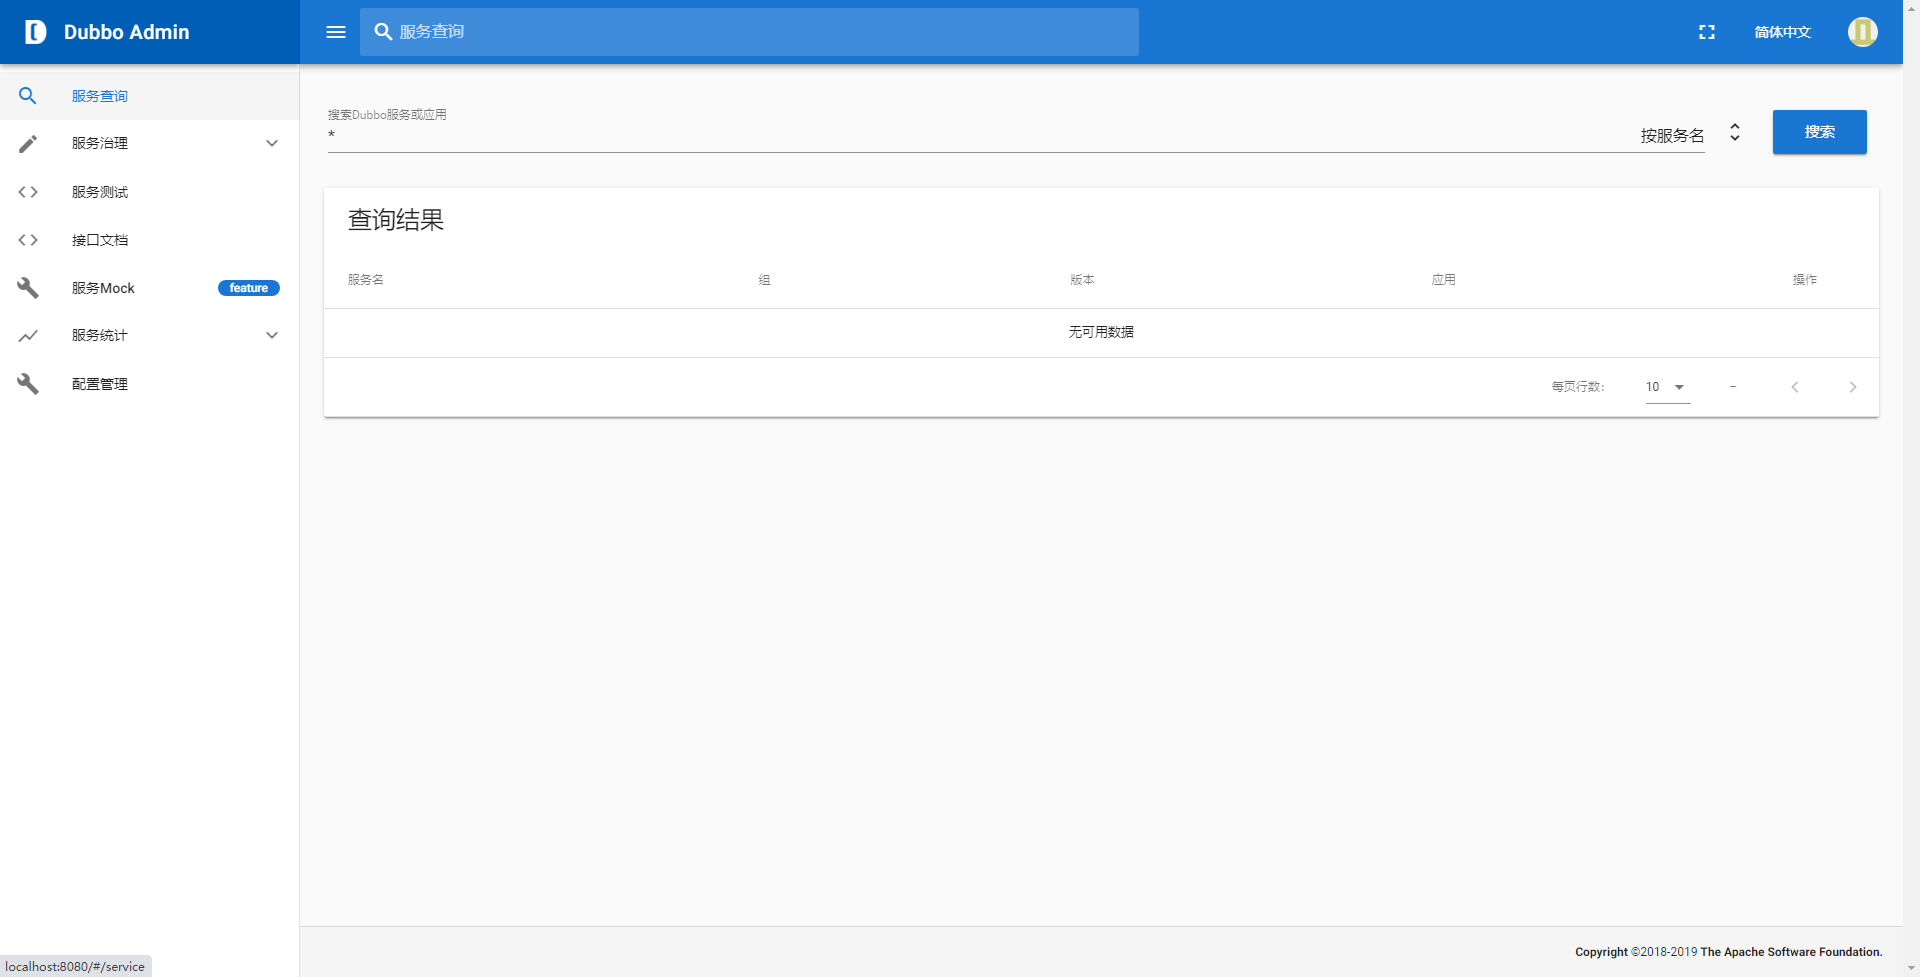 Dubbo Admin
服务查询
简体中文
服务查询
服务治理
服务测试
接口文档
服务Mock
feature
服务统计
配置管理
搜索Dubbo服务或应用
*
按服务名
搜索
查询结果
服务名 组 版本 应用 操作
无可用数据
每页行数: 10 –
Copyright ©2018-2019 The Apache Software Foundation.
localhost:8080/#/service